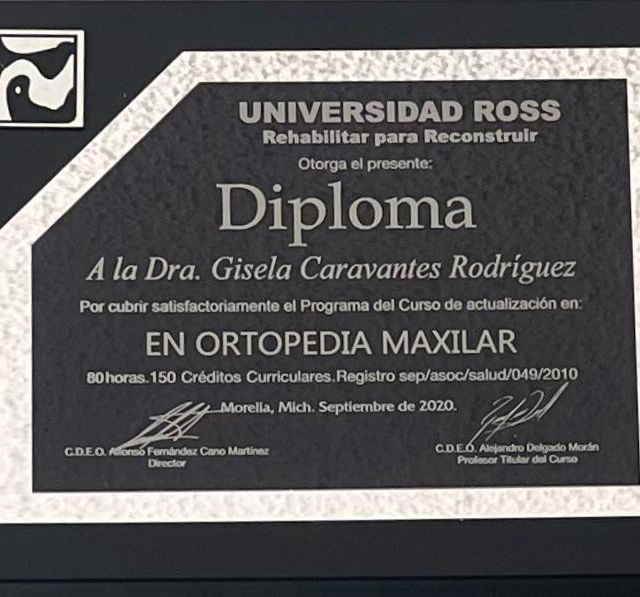 UNIVERSIDAD ROSS
Rehabilitar para Reconstruir
Otorga el presente:
Diploma
A la Dra. Gisela Caravantes Rodríguez
Por cubrir satisfactoriamente el Programa del Curso de actualización en:
EN ORTOPEDIA MAXILAR
80horas.150 Créditos Curriculares.Registro sep/asoc/salud/049/2010
Morelia, Mich. Septiembre de 2020.
C.D.E.O. Alfonso Fernández Cano Martínez
Director
C.D.E.O. Alejandro Delgado Morán
Profesor Titular del Curso